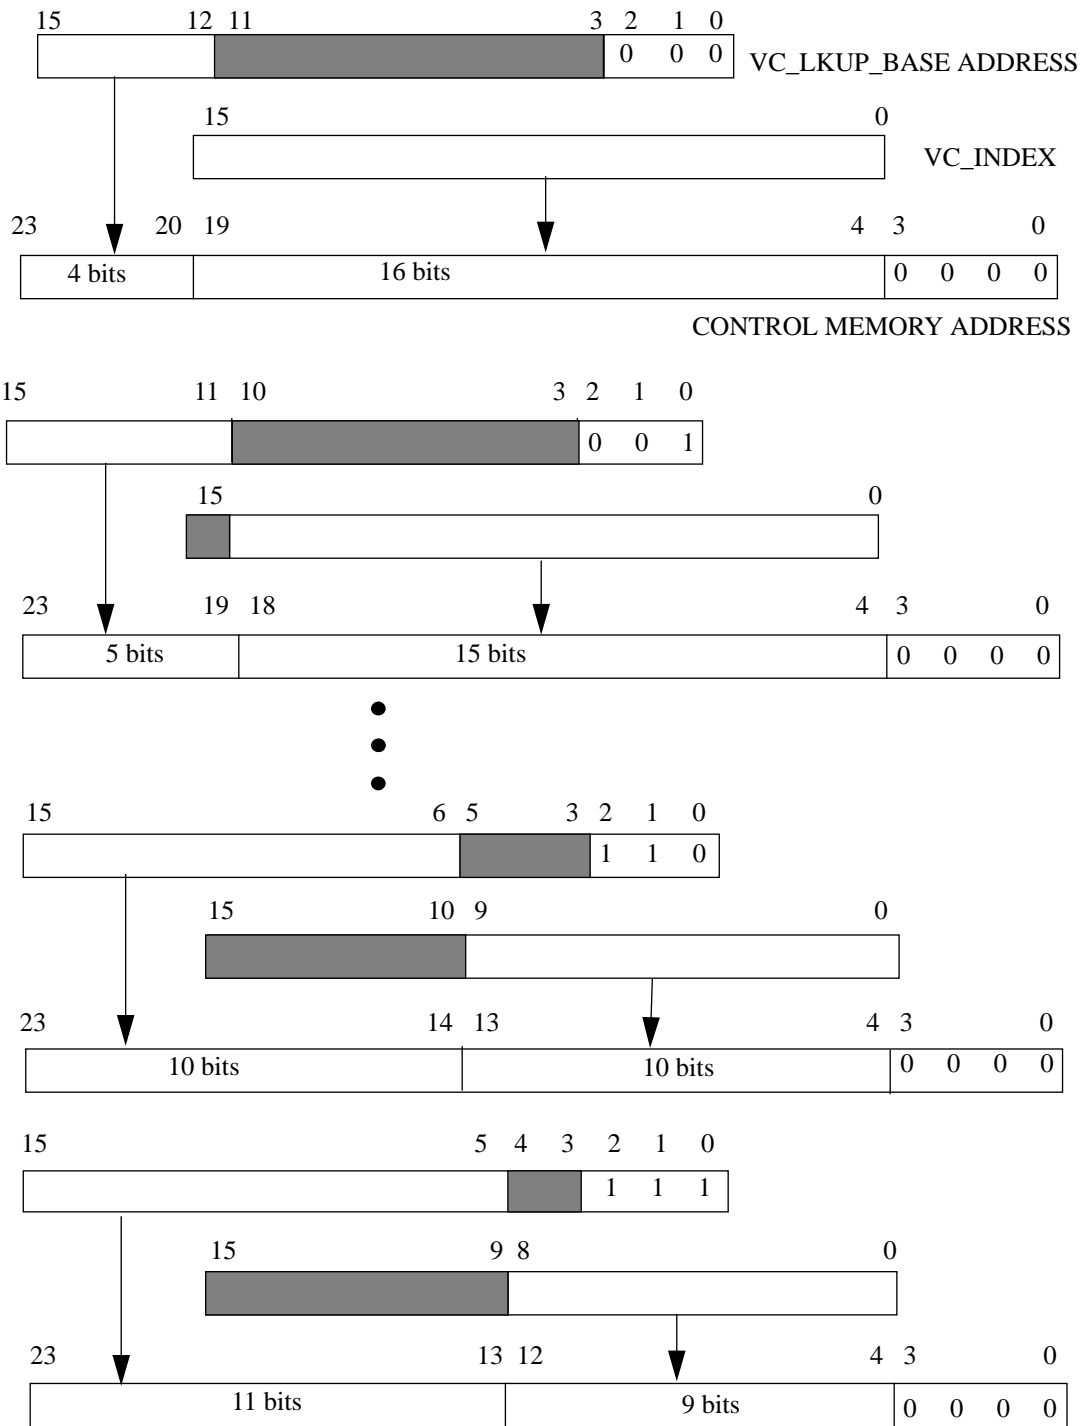 15 12 11 3 2 1 0
0 0 0 VC_LKUP_BASE ADDRESS
15 0
VC_INDEX
23 20 19 4 3 0
4 bits 16 bits 0 0 0 0
CONTROL MEMORY ADDRESS
15 11 10 3 2 1 0
0 0 1
15 0
23 19 18 4 3 0
5 bits 15 bits 0 0 0 0
15 6 5 3 2 1 0
1 1 0
15 10 9 0
23 14 13 4 3 0
10 bits 10 bits 0 0 0 0
15 5 4 3 2 1 0
1 1 1
15 9 8 0
23 13 12 4 3 0
11 bits 9 bits 0 0 0 0